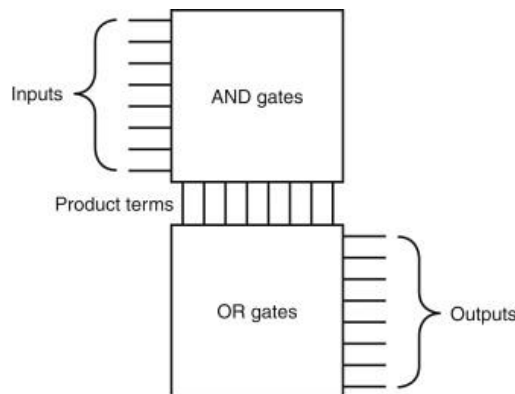 Inputs
AND gates
Product terms
OR gates
Outputs